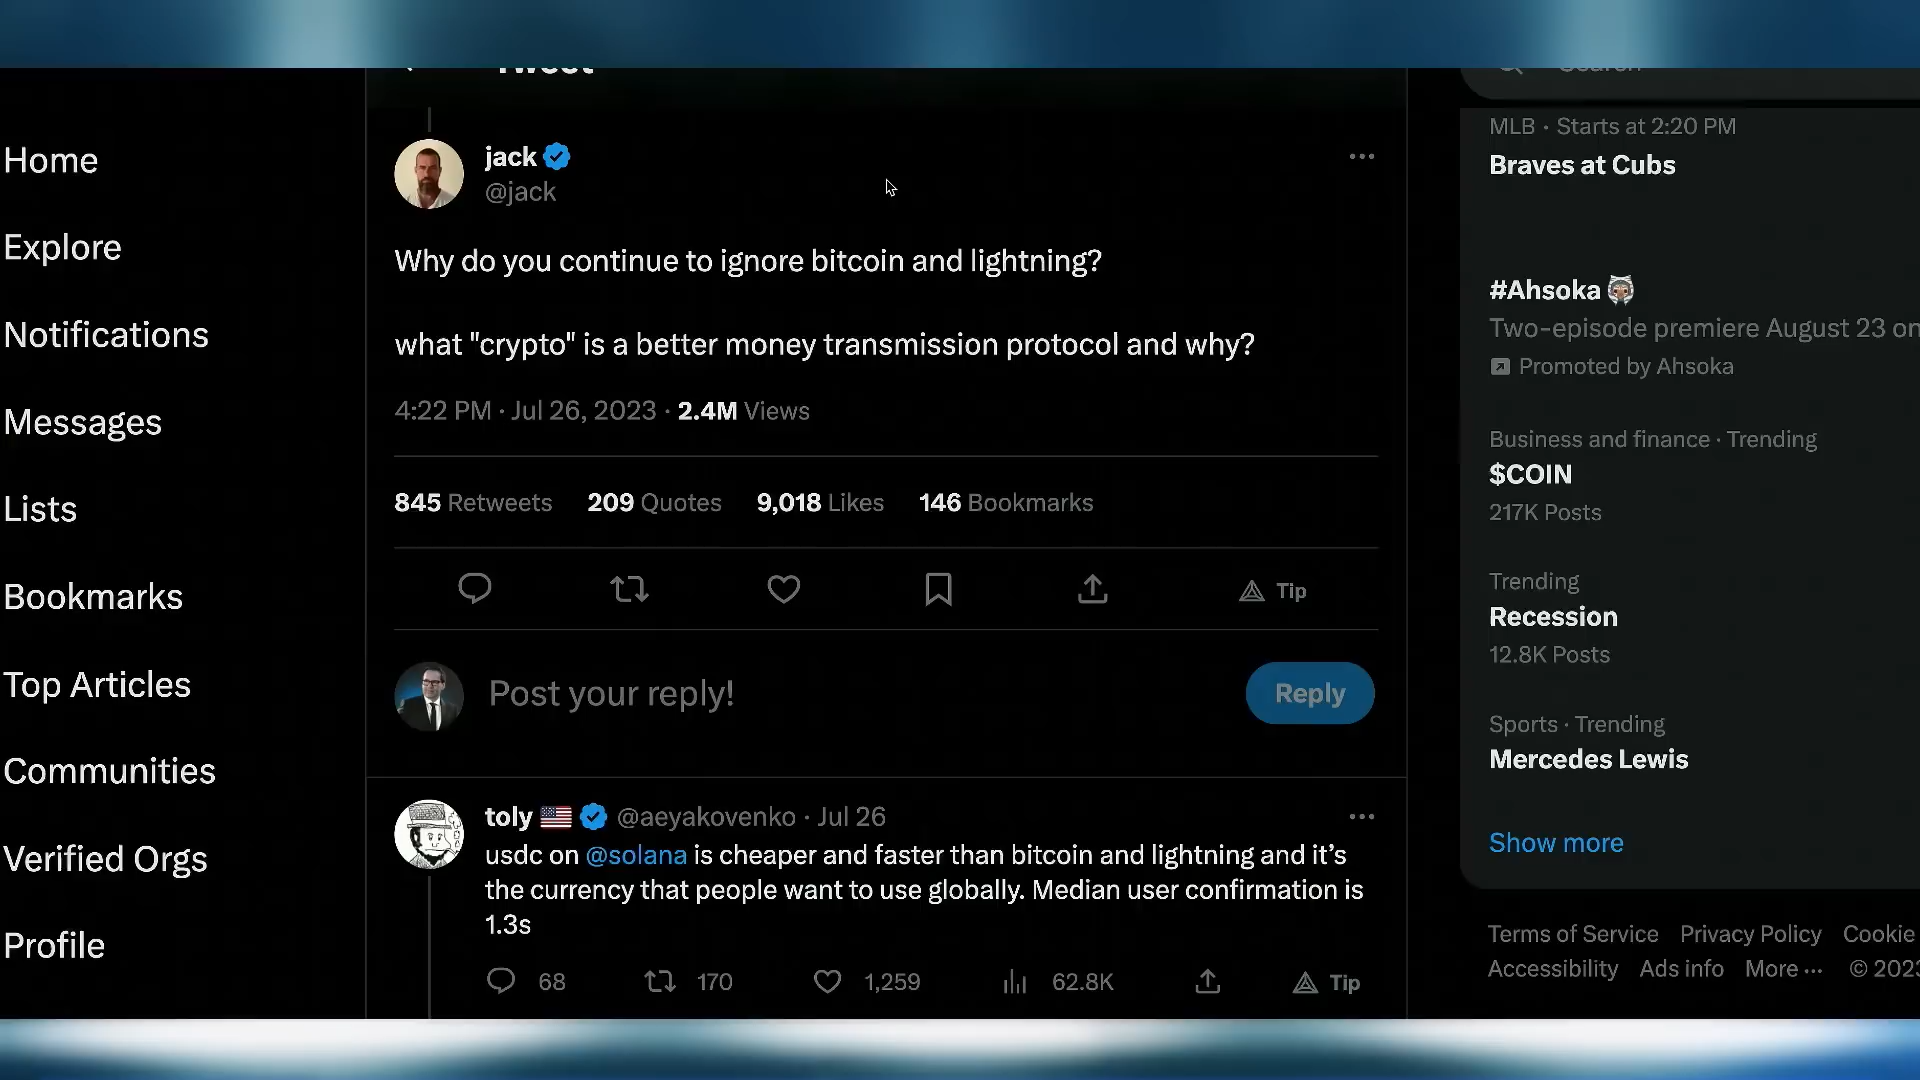 Tweet
Search
Home
Explore
Notifications
Messages
Lists
Bookmarks
Top Articles
Communities
Verified Orgs
Profile
jack
@jack
Why do you continue to ignore bitcoin and lightning?
what "crypto" is a better money transmission protocol and why?
4:22 PM · Jul 26, 2023 · 2.4M Views
845 Retweets 209 Quotes 9,018 Likes 146 Bookmarks
Tip
Post your reply!
Reply
toly @aeyakovenko · Jul 26
usdc on @solana is cheaper and faster than bitcoin and lightning and it’s
the currency that people want to use globally. Median user confirmation is
1.3s
68 170 1,259 62.8K Tip
MLB · Starts at 2:20 PM
Braves at Cubs
#Ahsoka
Two-episode premiere August 23 on
Promoted by Ahsoka
Business and finance · Trending
$COIN
217K Posts
Trending
Recession
12.8K Posts
Sports · Trending
Mercedes Lewis
Show more
Terms of Service Privacy Policy Cookie
Accessibility Ads info More ··· © 2023